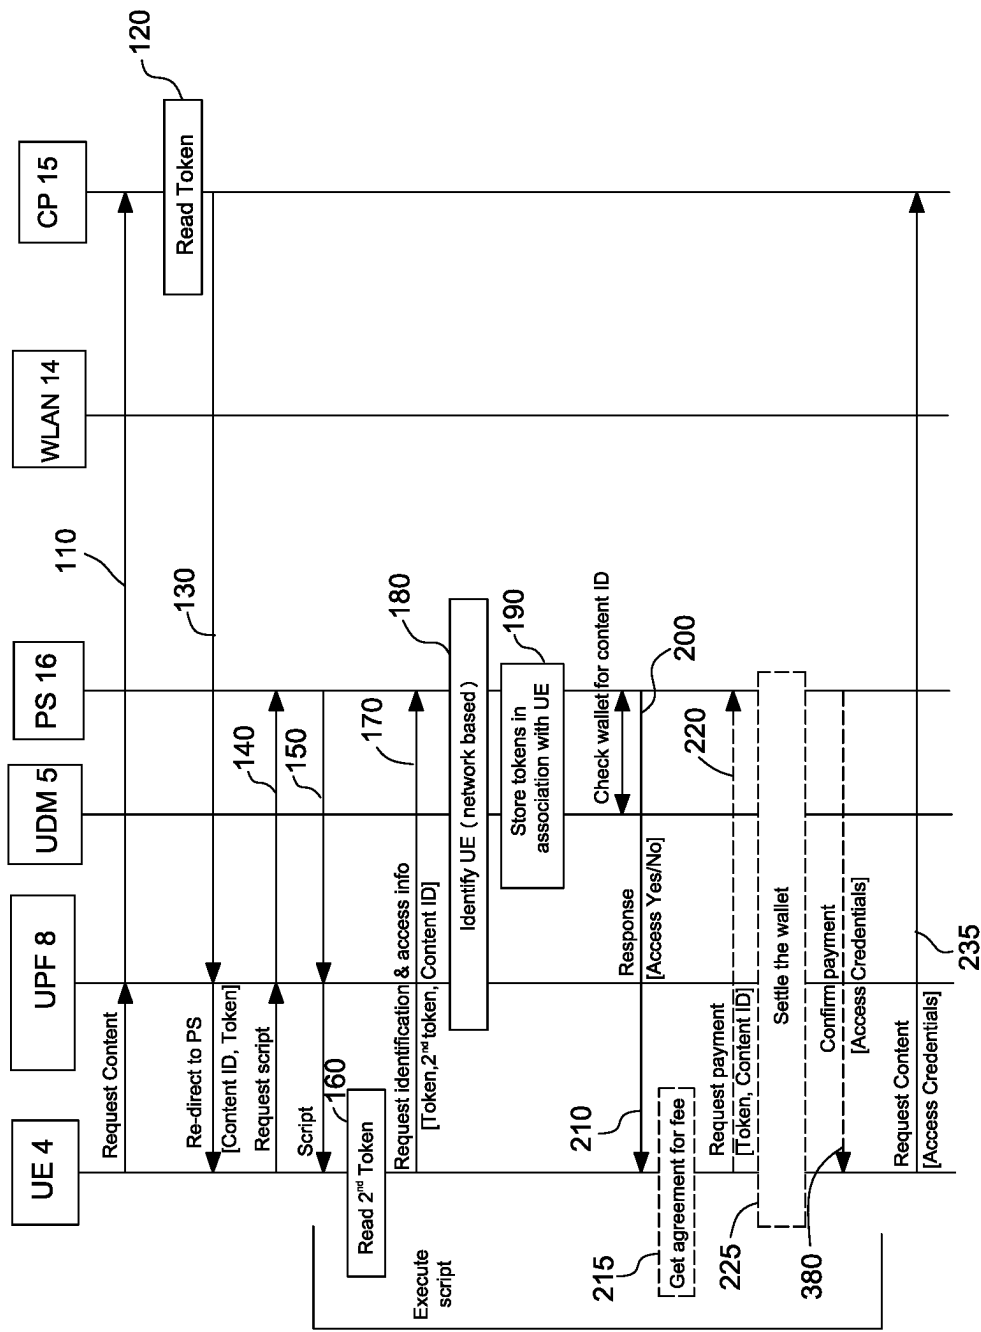 UE 4
UPF 8
UDM 5
PS 16
WLAN 14
CP 15
Request Content
110
Read Token
120
Re-direct to PS
[Content ID, Token]
130
Request script
140
Script
150
Execute
script
Read 2nd Token
160
Request identification & access info
[Token,2nd token, Content ID]
170
Identify UE ( network based )
180
Store tokens in
association with UE
190
Check wallet for content ID
200
Response
[Access Yes/No]
210
Get agreement for fee
215
Request payment
[Token, Content ID]
220
Settle the wallet
225
Confirm payment
[Access Credentials]
380
Request Content
[Access Credentials]
235